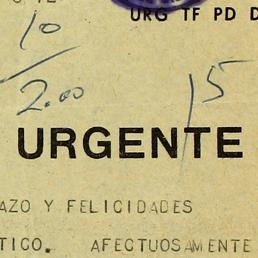 URG TF PD D
10
2.00
15
URGENTE
AZO Y FELICIDADES
TICO. AFECTUOSAMENTE